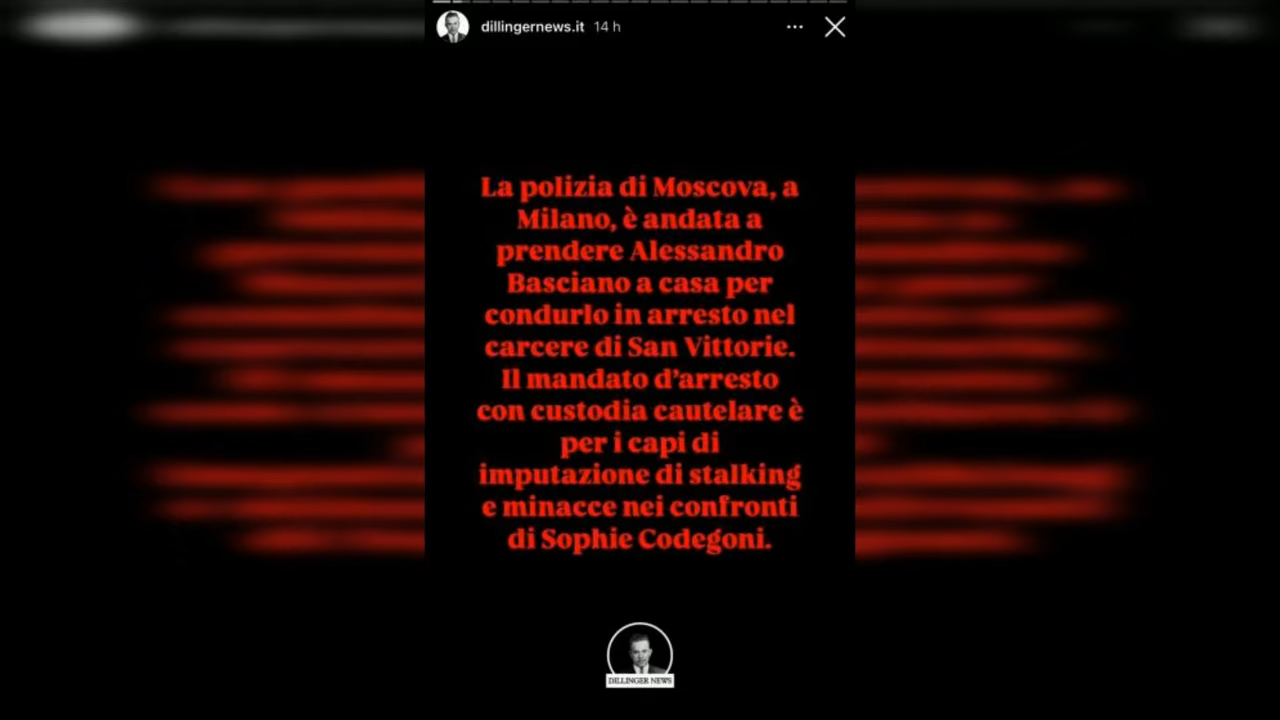 dillingernews.it 14 h
La polizia di Moscova, a
Milano, è andata a
prendere Alessandro
Basciano a casa per
condurlo in arresto nel
carcere di San Vittorie.
Il mandato d'arresto
con custodia cautelare è
per i capi di
imputazione di stalking
e minacce nei confronti
di Sophie Codegoni.
DILLINGER NEWS